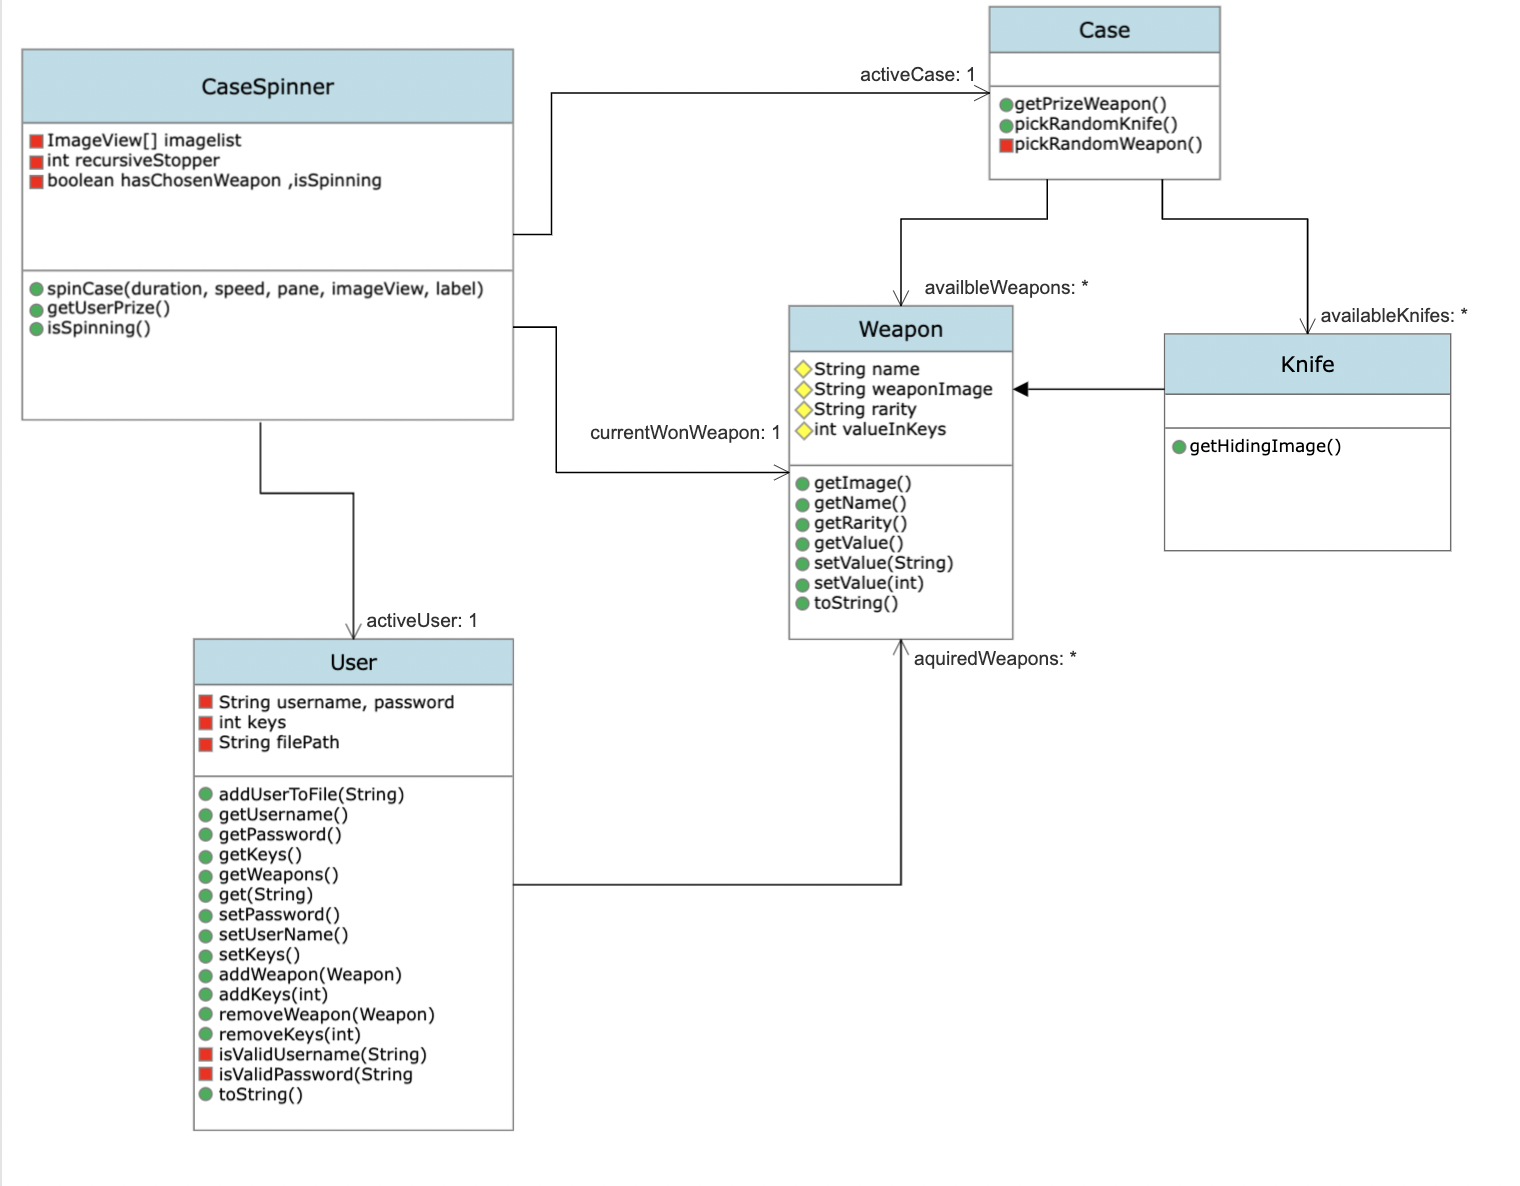 CaseSpinner
ImageView[] imagelist
int recursiveStopper
boolean hasChosenWeapon ,isSpinning
spinCase(duration, speed, pane, imageView, label)
getUserPrize()
isSpinning()
activeCase: 1
Case
getPrizeWeapon()
pickRandomKnife()
pickRandomWeapon()
availbleWeapons: *
availableKnifes: *
currentWonWeapon: 1
Weapon
String name
String weaponImage
String rarity
int valueInKeys
getImage()
getName()
getRarity()
getValue()
setValue(String)
setValue(int)
toString()
Knife
getHidingImage()
activeUser: 1
aquiredWeapons: *
User
String username, password
int keys
String filePath
addUserToFile(String)
getUsername()
getPassword()
getKeys()
getWeapons()
get(String)
setPassword()
setUserName()
setKeys()
addWeapon(Weapon)
addKeys(int)
removeWeapon(Weapon)
removeKeys(int)
isValidUsername(String)
isValidPassword(String
toString()